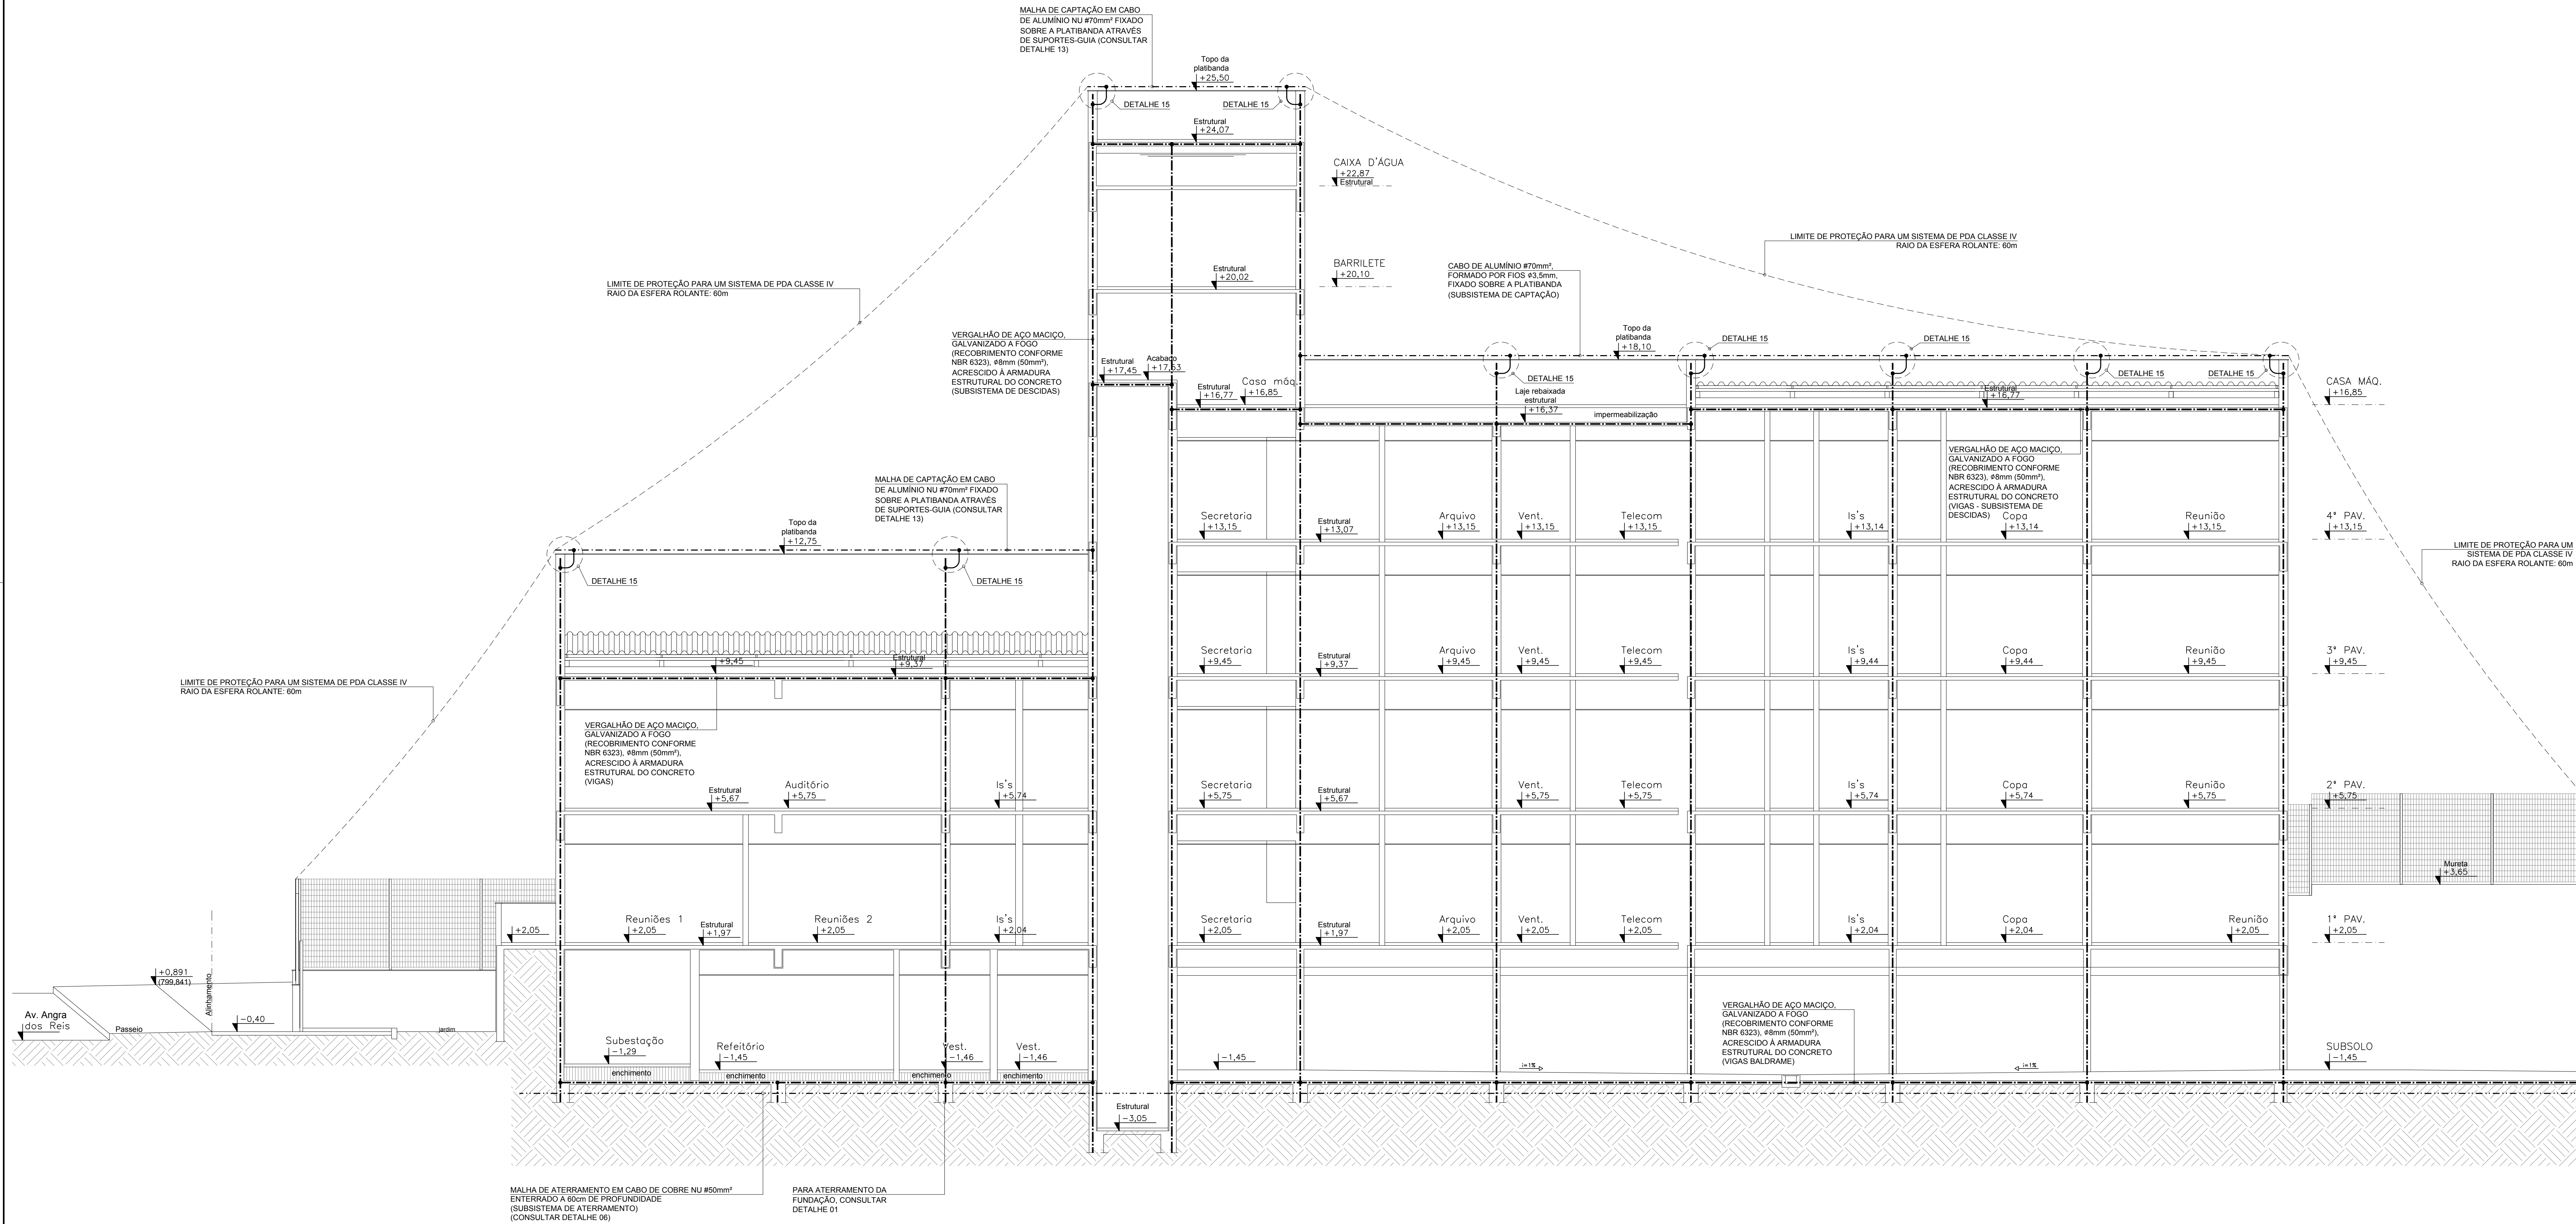 MALHA DE CAPTAÇÃO EM CABO
DE ALUMÍNIO NU #70mm² FIXADO
SOBRE A PLATIBANDA ATRAVÉS
DE SUPORTES-GUIA (CONSULTAR
DETALHE 13)
Topo da
platibanda
+25,50
DETALHE 15
DETALHE 15
Estrutural
+24,07
CAIXA D'ÁGUA
+22,87
Estrutural
LIMITE DE PROTEÇÃO PARA UM SISTEMA DE PDA CLASSE IV
RAIO DA ESFERA ROLANTE: 60m
BARRILETE
+20,10
Estrutural
+20,02
CABO DE ALUMÍNIO #70mm²,
FORMADO POR FIOS ø3,5mm,
FIXADO SOBRE A PLATIBANDA
(SUBSISTEMA DE CAPTAÇÃO)
LIMITE DE PROTEÇÃO PARA UM SISTEMA DE PDA CLASSE IV
RAIO DA ESFERA ROLANTE: 60m
VERGALHÃO DE AÇO MACIÇO,
GALVANIZADO A FOGO
(RECOBRIMENTO CONFORME
NBR 6323), ø8mm (50mm²),
ACRESCIDO À ARMADURA
ESTRUTURAL DO CONCRETO
(SUBSISTEMA DE DESCIDAS)
Topo da
platibanda
+18,10
DETALHE 15
DETALHE 15
DETALHE 15
DETALHE 15
DETALHE 15
Estrutural
+17,45
Acabaço
+17,53
Estrutural
+16,77
Casa máq.
+16,85
Laje rebaixada
estrutural
+16,37
impermeabilização
Estrutural
+16,77
CASA MÁQ.
+16,85
VERGALHÃO DE AÇO MACIÇO,
GALVANIZADO A FOGO
(RECOBRIMENTO CONFORME
NBR 6323), ø8mm (50mm²),
ACRESCIDO À ARMADURA
ESTRUTURAL DO CONCRETO
(VIGAS - SUBSISTEMA DE
DESCIDAS)
MALHA DE CAPTAÇÃO EM CABO
DE ALUMÍNIO NU #70mm² FIXADO
SOBRE A PLATIBANDA ATRAVÉS
DE SUPORTES-GUIA (CONSULTAR
DETALHE 13)
Topo da
platibanda
+12,75
DETALHE 15
DETALHE 15
Secretaria
+13,15
Estrutural
+13,07
Arquivo
+13,15
Vent.
+13,15
Telecom
+13,15
Is's
+13,14
Copa
+13,14
Reunião
+13,15
4º PAV.
+13,15
LIMITE DE PROTEÇÃO PARA UM
SISTEMA DE PDA CLASSE IV
RAIO DA ESFERA ROLANTE: 60m
+9,45
Estrutural
+9,37
Secretaria
+9,45
Estrutural
+9,37
Arquivo
+9,45
Vent.
+9,45
Telecom
+9,45
Is's
+9,44
Copa
+9,44
Reunião
+9,45
3º PAV.
+9,45
LIMITE DE PROTEÇÃO PARA UM SISTEMA DE PDA CLASSE IV
RAIO DA ESFERA ROLANTE: 60m
VERGALHÃO DE AÇO MACIÇO,
GALVANIZADO A FOGO
(RECOBRIMENTO CONFORME
NBR 6323), ø8mm (50mm²),
ACRESCIDO À ARMADURA
ESTRUTURAL DO CONCRETO
(VIGAS)
Estrutural
+5,67
Auditório
+5,75
Is's
+5,74
Secretaria
+5,75
Estrutural
+5,67
Vent.
+5,75
Telecom
+5,75
Is's
+5,74
Copa
+5,74
Reunião
+5,75
2º PAV.
+5,75
Mureta
+3,65
+2,05
Reuniões 1
+2,05
Estrutural
+1,97
Reuniões 2
+2,05
Is's
+2,04
Secretaria
+2,05
Estrutural
+1,97
Arquivo
+2,05
Vent.
+2,05
Telecom
+2,05
Is's
+2,04
Copa
+2,04
Reunião
+2,05
1º PAV.
+2,05
+0,891
(799,841)
Alinhamento
Av. Angra
dos Reis
Passeio
-0,40
jardim
VERGALHÃO DE AÇO MACIÇO,
GALVANIZADO A FOGO
(RECOBRIMENTO CONFORME
NBR 6323), ø8mm (50mm²),
ACRESCIDO À ARMADURA
ESTRUTURAL DO CONCRETO
(VIGAS BALDRAME)
Subestação
-1,29
enchimento
Refeitório
-1,45
enchimento
Vest.
-1,46
enchimento
Vest.
-1,46
enchimento
-1,45
i=1%
i=1%
SUBSOLO
-1,45
Estrutural
-3,05
MALHA DE ATERRAMENTO EM CABO DE COBRE NU #50mm²
ENTERRADO A 60cm DE PROFUNDIDADE
(SUBSISTEMA DE ATERRAMENTO)
(CONSULTAR DETALHE 06)
PARA ATERRAMENTO DA
FUNDAÇÃO, CONSULTAR
DETALHE 01